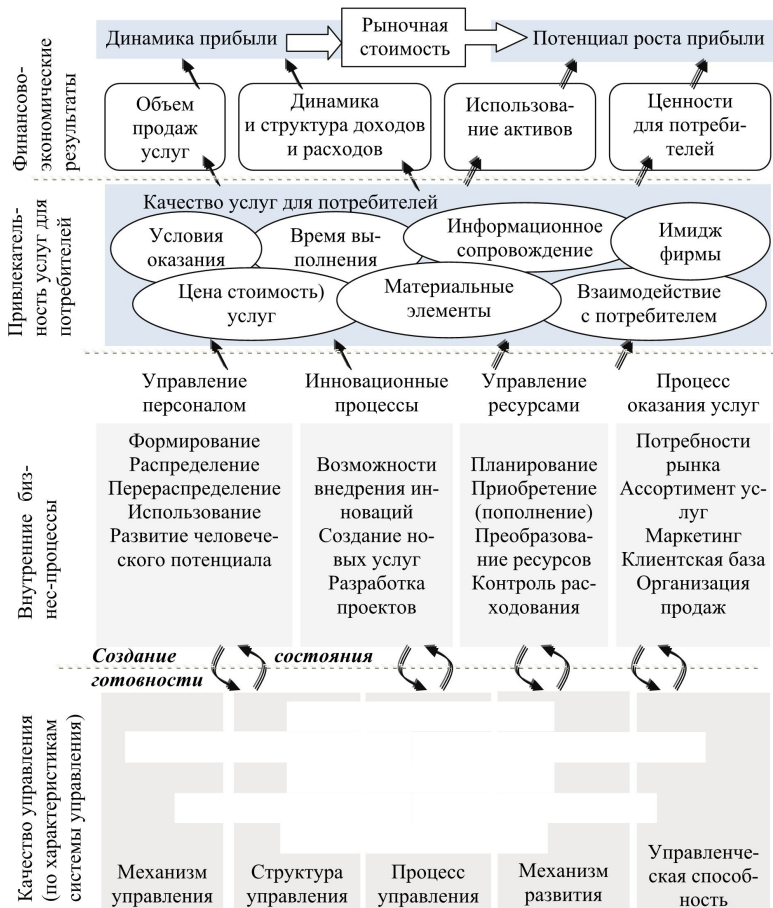 Финансово-
экономические
результаты
Динамика прибыли
Рыночная
стоимость
Потенциал роста прибыли
Объем
продаж
услуг
Динамика
и структура доходов
и расходов
Использова-
ние активов
Ценности
для потреби-
телей
Привлекатель-
ность услуг для
потребителей
Качество услуг для потребителей
Условия
оказания
Время вы-
полнения
Информационное
сопровождение
Имидж
фирмы
Цена стоимость)
услуг
Материальные
элементы
Взаимодействие
с потребителем
Внутренние биз-
нес-процессы
Управление
персоналом
Инновационные
процессы
Управление
ресурсами
Процесс
оказания услуг
Формирование
Распределение
Перераспределение
Использование
Развитие человече-
ского потенциала
Возможности
внедрения ин-
новаций
Создание но-
вых услуг
Разработка
проектов
Планирование
Приобретение
(пополнение)
Преобразова-
ние ресурсов
Контроль рас-
ходования
Потребности
рынка
Ассортимент ус-
луг
Маркетинг
Клиентская база
Организация
продаж
Создание состояния
готовности
Качество управления
(по характеристикам
системы управления)
Механизм
управления
Структура
управления
Процесс
управления
Механизм
развития
Управленче-
ская способ-
ность